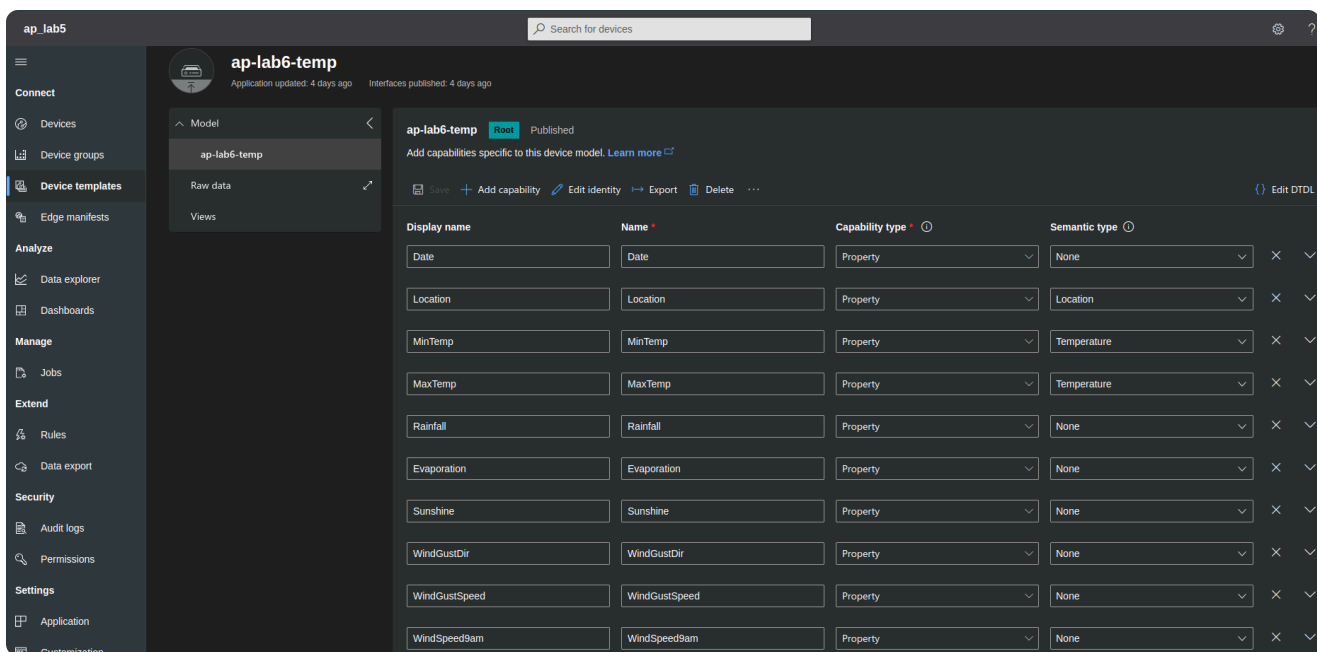 ap_lab5
Search for devices
?
Connect
Devices
Device groups
Device templates
Edge manifests
Analyze
Data explorer
Dashboards
Manage
Jobs
Extend
Rules
Data export
Security
Audit logs
Permissions
Settings
Application
Customization
ap-lab6-temp
Application updated: 4 days ago Interfaces published: 4 days ago
Model
ap-lab6-temp
Raw data
Views
ap-lab6-temp Root Published
Add capabilities specific to this device model. Learn more
Save Add capability Edit identity Export Delete ... {} Edit DTDL
Display name Name * Capability type * Semantic type
Date Date Property None
Location Location Property Location
MinTemp MinTemp Property Temperature
MaxTemp MaxTemp Property Temperature
Rainfall Rainfall Property None
Evaporation Evaporation Property None
Sunshine Sunshine Property None
WindGustDir WindGustDir Property None
WindGustSpeed WindGustSpeed Property None
WindSpeed9am WindSpeed9am Property None